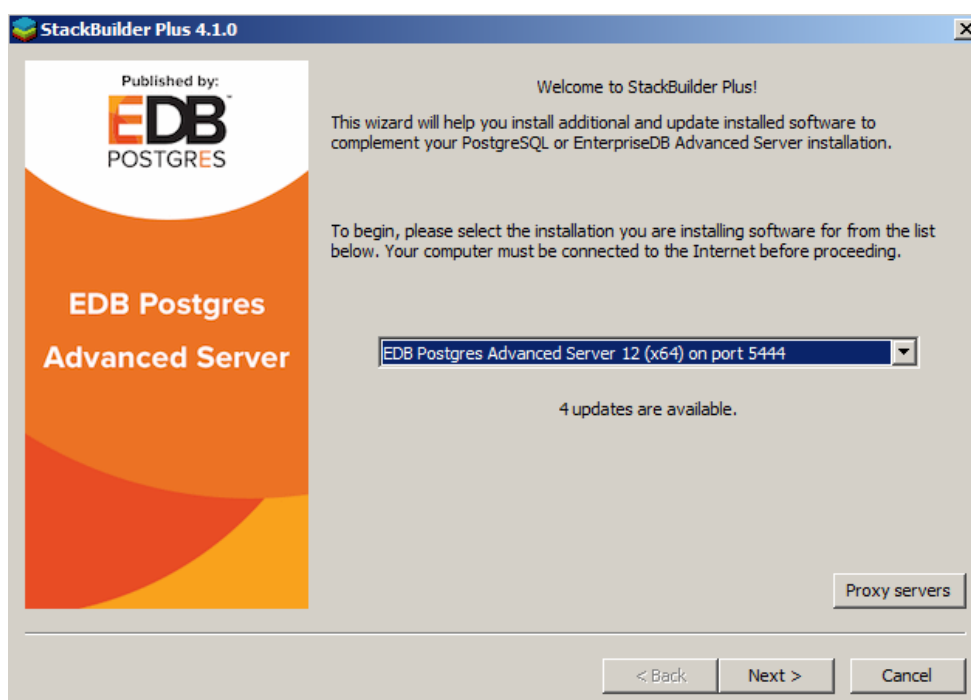 StackBuilder Plus 4.1.0
Published by:
EDB™
POSTGRES
EDB Postgres
Advanced Server
Welcome to StackBuilder Plus!
This wizard will help you install additional and update installed software to
complement your PostgreSQL or EnterpriseDB Advanced Server installation.
To begin, please select the installation you are installing software for from the list
below. Your computer must be connected to the Internet before proceeding.
EDB Postgres Advanced Server 12 (x64) on port 5444
4 updates are available.
Proxy servers
< Back
Next >
Cancel